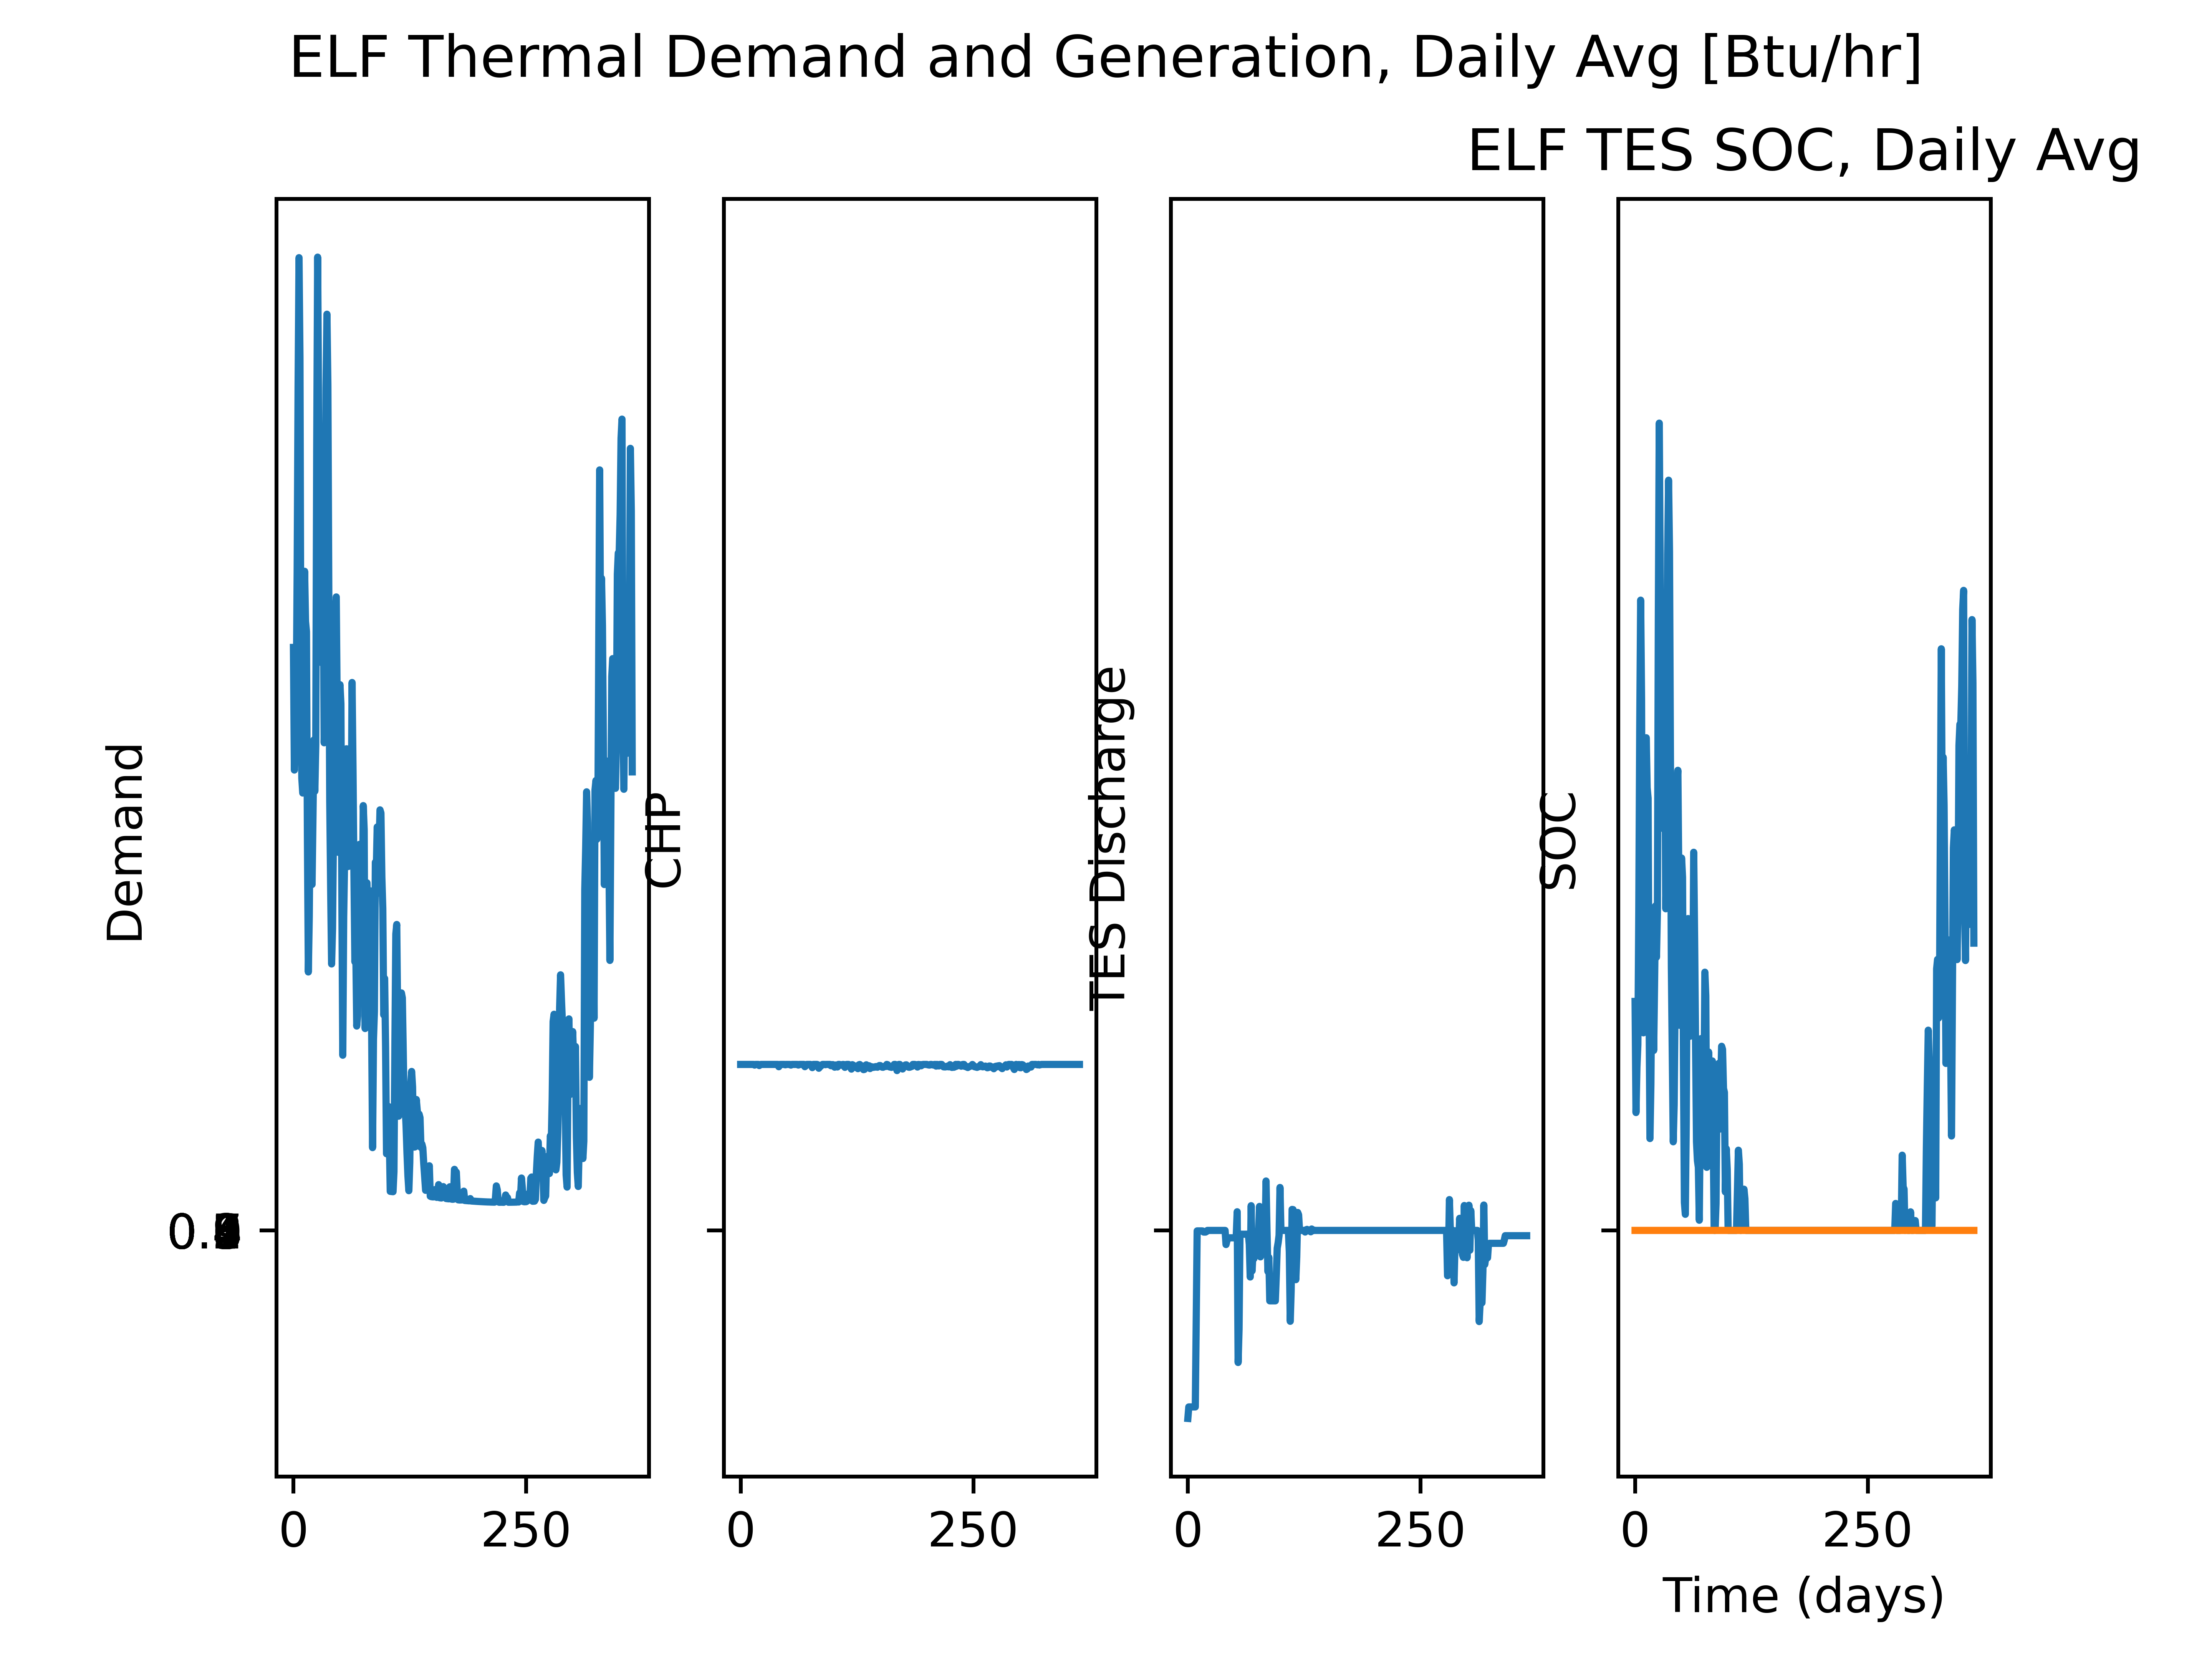 ELF Thermal Demand and Generation, Daily Avg [Btu/hr]
ELF TES SOC, Daily Avg
Demand
CHP
TES Discharge
SOC
0 250
0 250
0 250
0 250
Time (days)